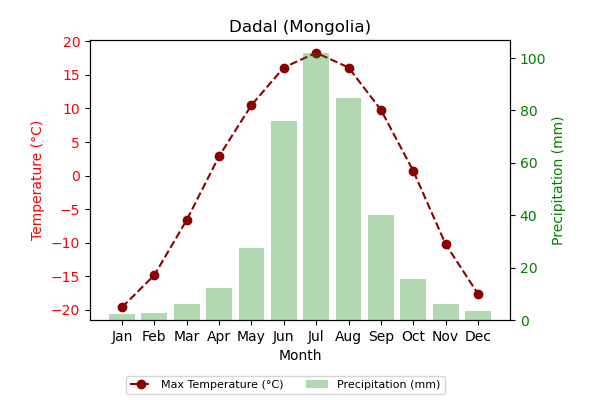 Dadal (Mongolia)
Temperature (°C)
20
15
10
5
0
−5
−10
−15
−20
Precipitation (mm)
100
80
60
40
20
0
Jan Feb Mar Apr May Jun Jul Aug Sep Oct Nov Dec
Month
Max Temperature (°C) Precipitation (mm)